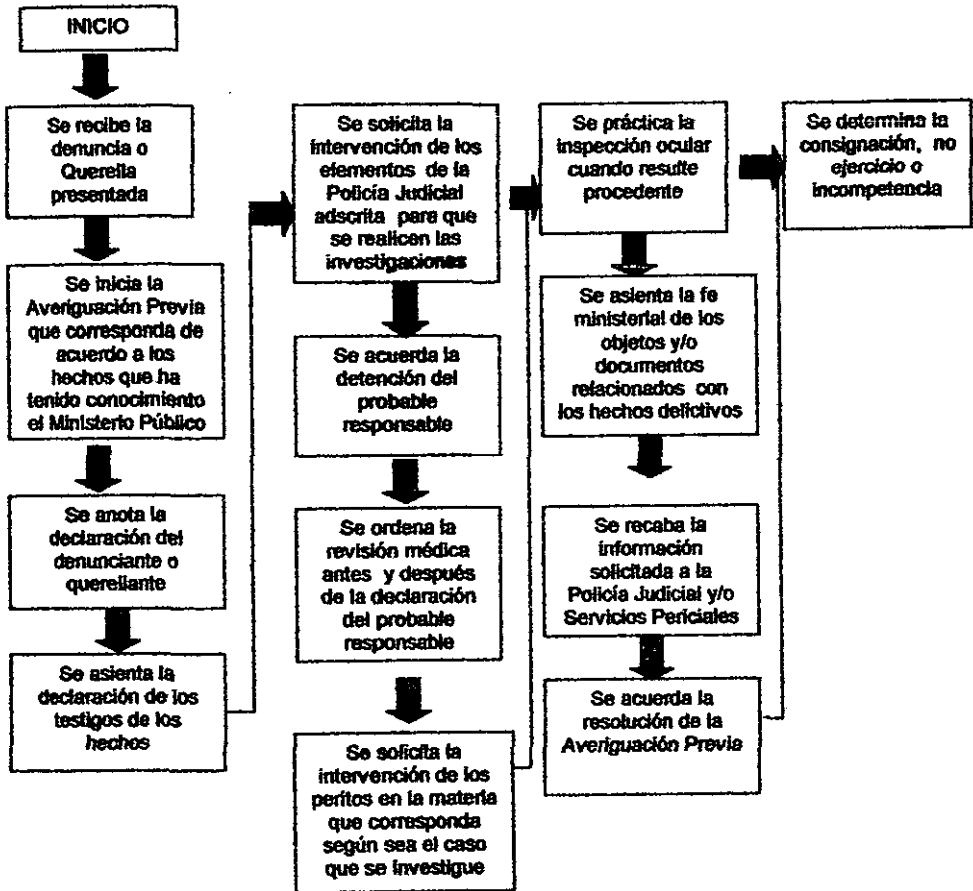 INICIO
Se recibe la
denuncia o
Querella
presentada
Se inicia la
Averiguación Previa
que corresponda de
acuerdo a los
hechos que ha
tenido conocimiento
el Ministerio Público
Se anota la
declaración del
denunciante o
querellante
Se asienta la
declaración de los
testigos de los
hechos
Se solicita la
intervención de los
elementos de la
Policía Judicial
adscrita para que
se realicen las
investigaciones
Se acuerda la
detención del
probable
responsable
Se ordena la
revisión médica
antes y después
de la declaración
del probable
responsable
Se solicita la
intervención de los
peritos en la materia
que corresponda
según sea el caso
que se investigue
Se práctica la
inspección ocular
cuando resulte
procedente
Se asienta la fe
ministerial de los
objetos y/o
documentos
relacionados con
los hechos delictivos
Se recaba la
información
solicitada a la
Policía Judicial y/o
Servicios Periciales
Se acuerda la
resolución de la
Averiguación Previa
Se determina la
consignación, no
ejercicio o
incompetencia